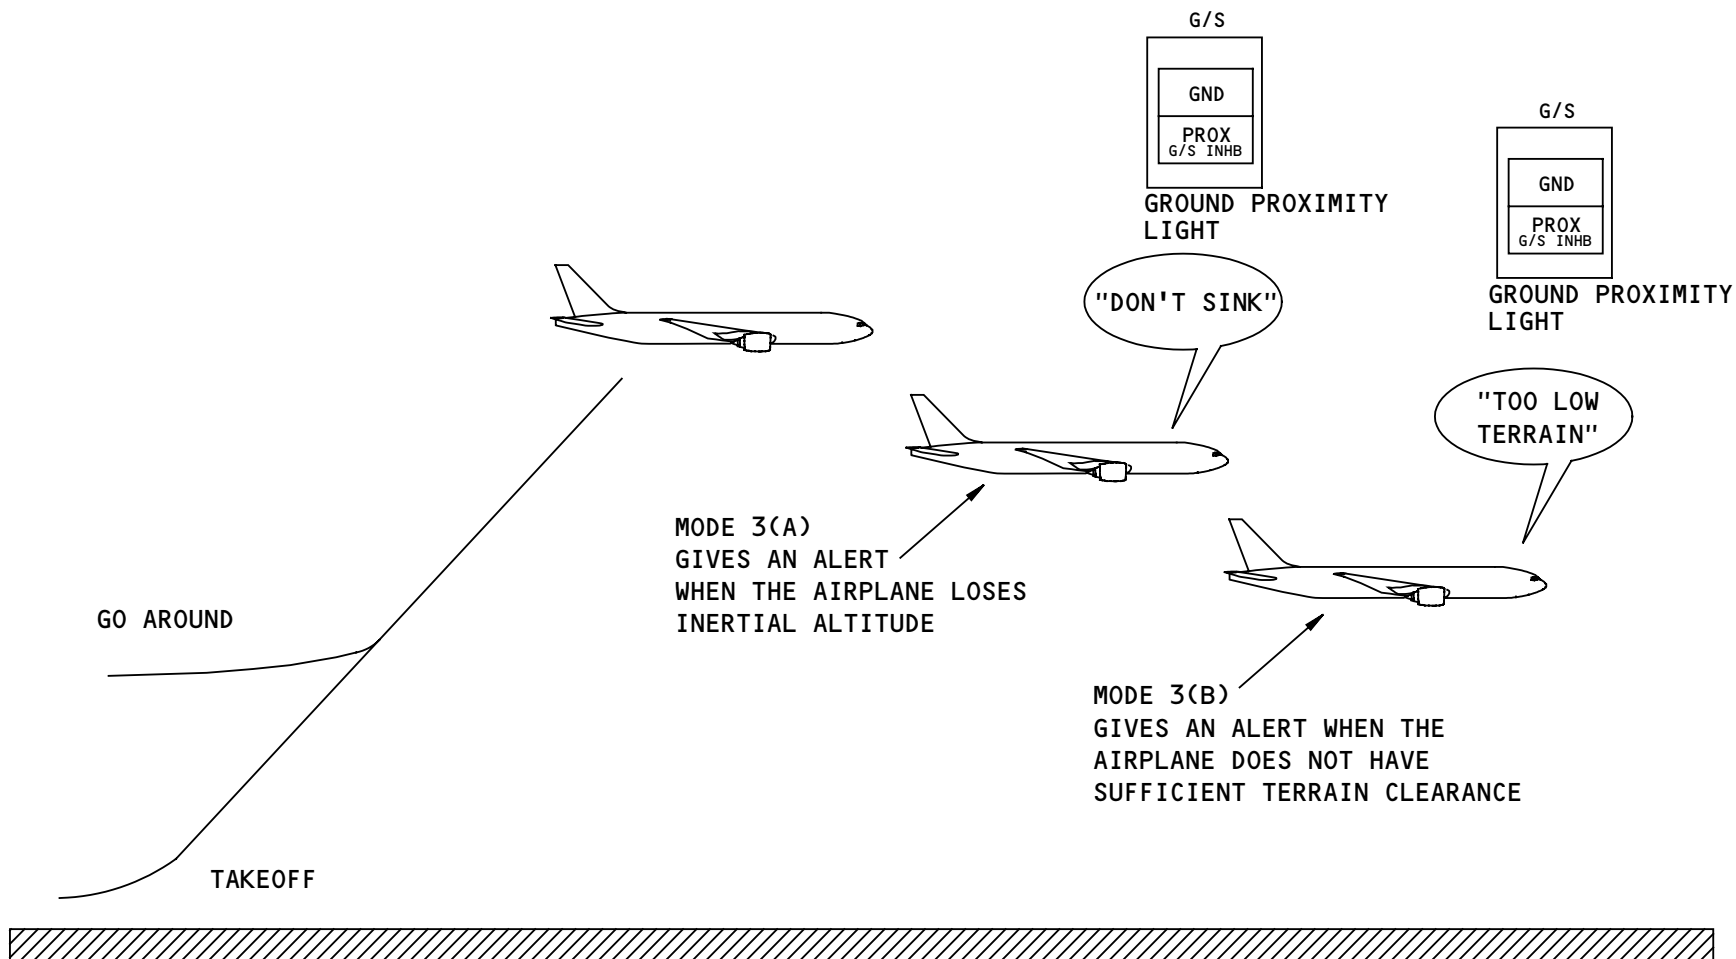 G/S
GND
PROX
G/S INHB
GROUND PROXIMITY
LIGHT
G/S
GND
PROX
G/S INHB
GROUND PROXIMITY
LIGHT
"DON'T SINK"
"TOO LOW
TERRAIN"
MODE 3(A)
GIVES AN ALERT
WHEN THE AIRPLANE LOSES
INERTIAL ALTITUDE
GO AROUND
MODE 3(B)
GIVES AN ALERT WHEN THE
AIRPLANE DOES NOT HAVE
SUFFICIENT TERRAIN CLEARANCE
TAKEOFF